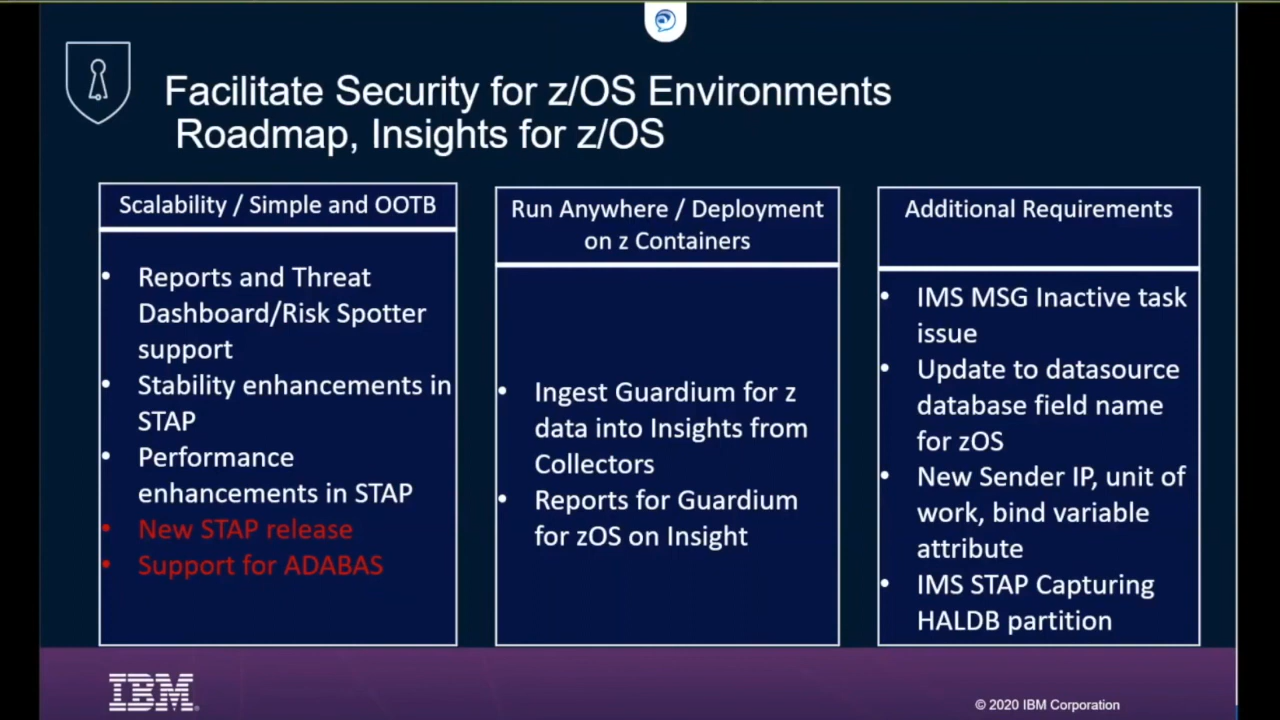 Facilitate Security for z/OS Environments
Roadmap, Insights for z/OS
Scalability / Simple and OOTB
• Reports and Threat
Dashboard/Risk Spotter
support
• Stability enhancements in
STAP
• Performance
enhancements in STAP
• New STAP release
• Support for ADABAS
Run Anywhere / Deployment
on z Containers
• Ingest Guardium for z
data into Insights from
Collectors
• Reports for Guardium
for zOS on Insight
Additional Requirements
• IMS MSG Inactive task
issue
• Update to datasource
database field name
for zOS
• New Sender IP, unit of
work, bind variable
attribute
• IMS STAP Capturing
HALDB partition
IBM
© 2020 IBM Corporation